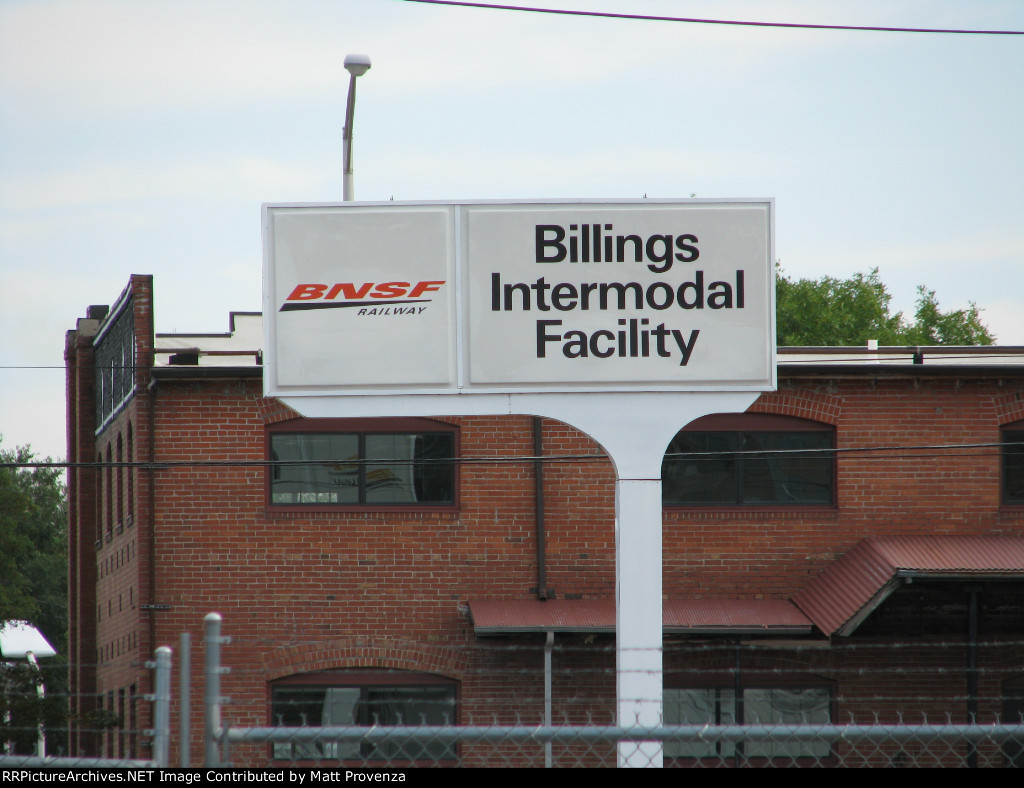 BNSF
RAILWAY
Billings
Intermodal
Facility
RRPictureArchives.NET Image Contributed by Matt Provenza